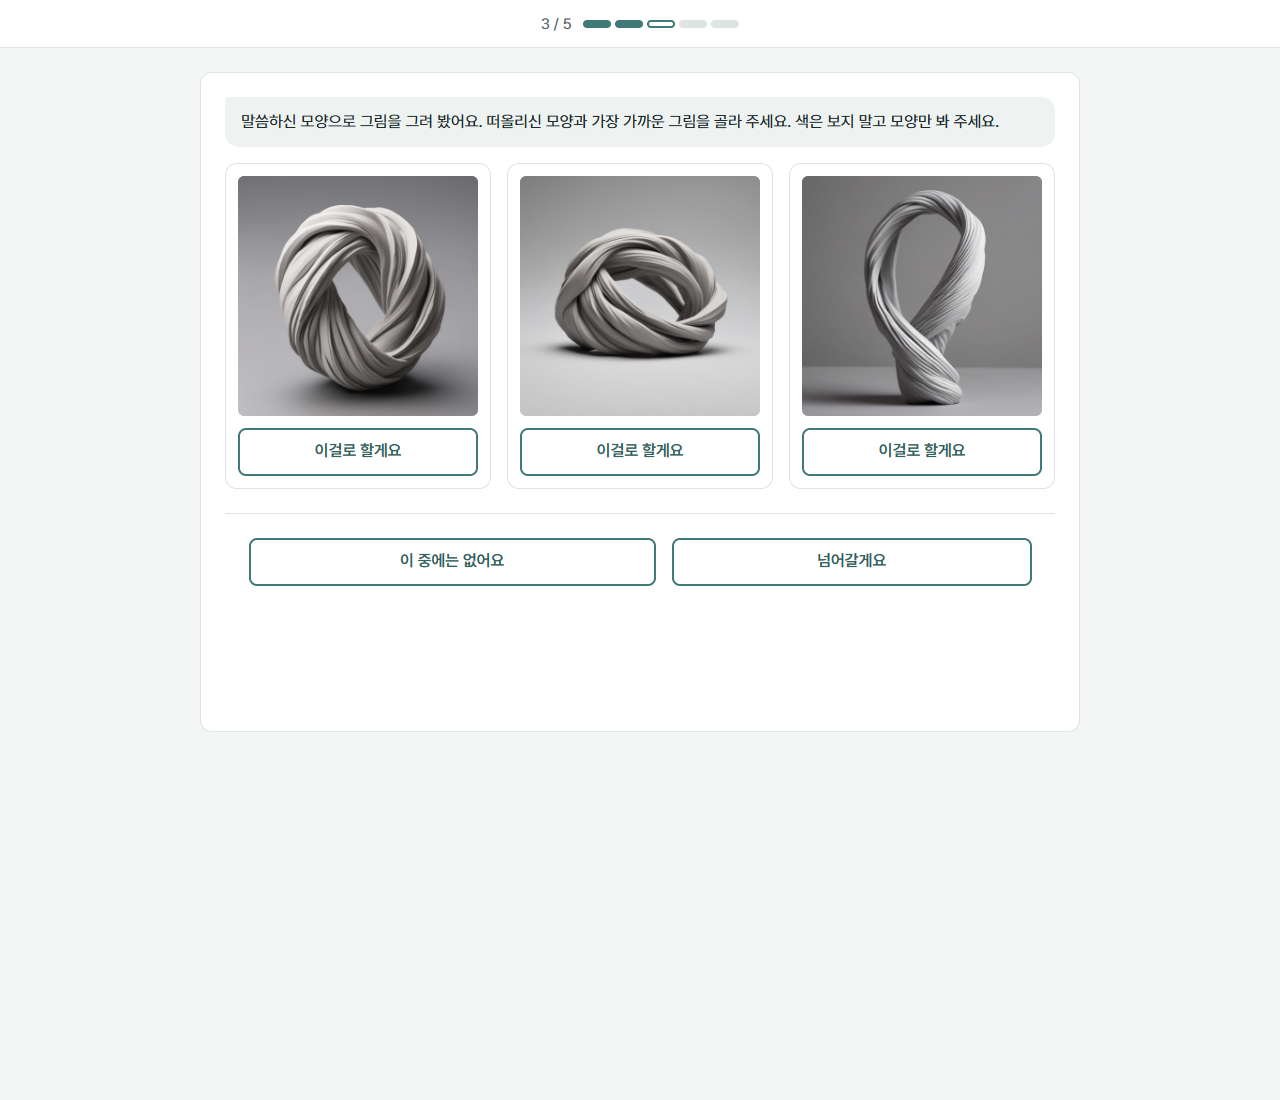 3 / 5
말씀하신 모양으로 그림을 그려 봤어요. 떠올리신 모양과 가장 가까운 그림을 골라 주세요. 색은 보지 말고 모양만 봐 주세요.
이걸로 할게요
이걸로 할게요
이걸로 할게요
이 중에는 없어요
넘어갈게요